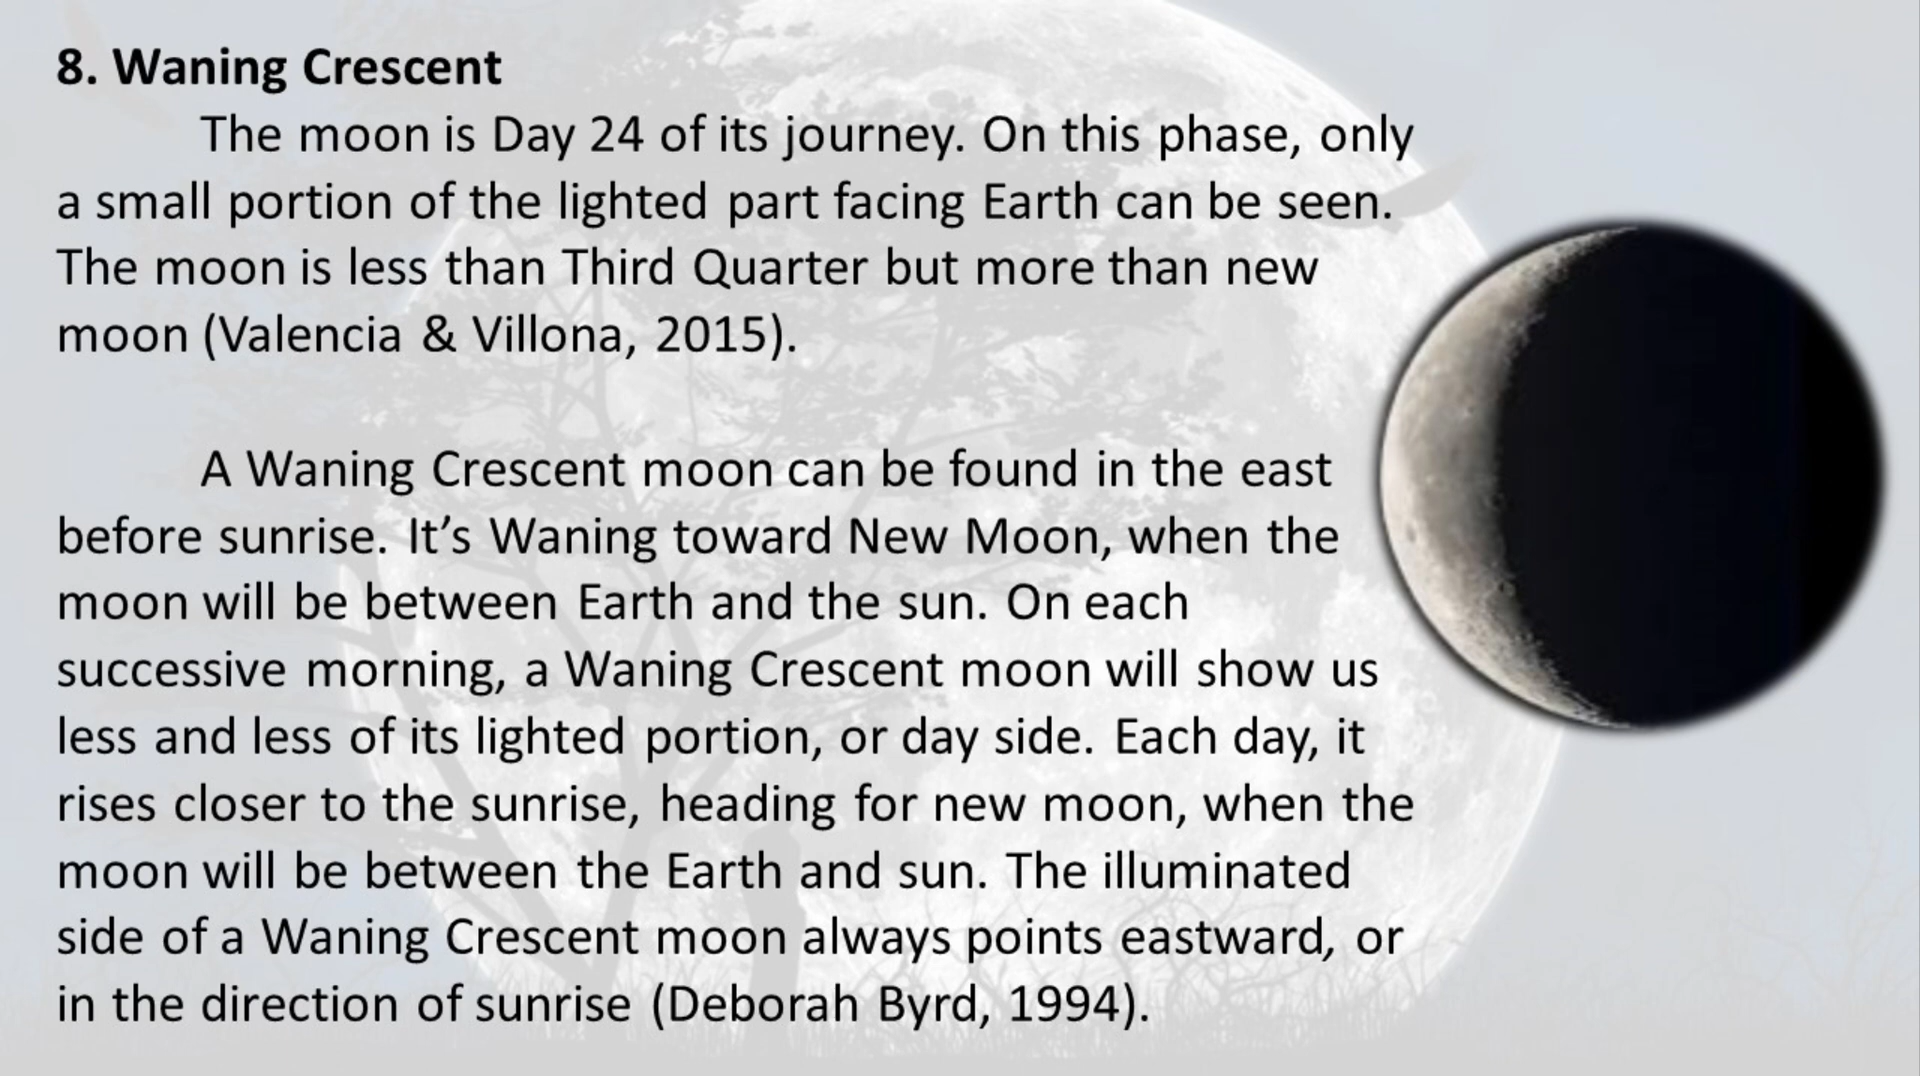 8. Waning Crescent
The moon is Day 24 of its journey. On this phase, only
a small portion of the lighted part facing Earth can be seen.
The moon is less than Third Quarter but more than new
moon (Valencia & Villona, 2015).
A Waning Crescent moon can be found in the east
before sunrise. It’s Waning toward New Moon, when the
moon will be between Earth and the sun. On each
successive morning, a Waning Crescent moon will show us
less and less of its lighted portion, or day side. Each day, it
rises closer to the sunrise, heading for new moon, when the
moon will be between the Earth and sun. The illuminated
side of a Waning Crescent moon always points eastward, or
in the direction of sunrise (Deborah Byrd, 1994).